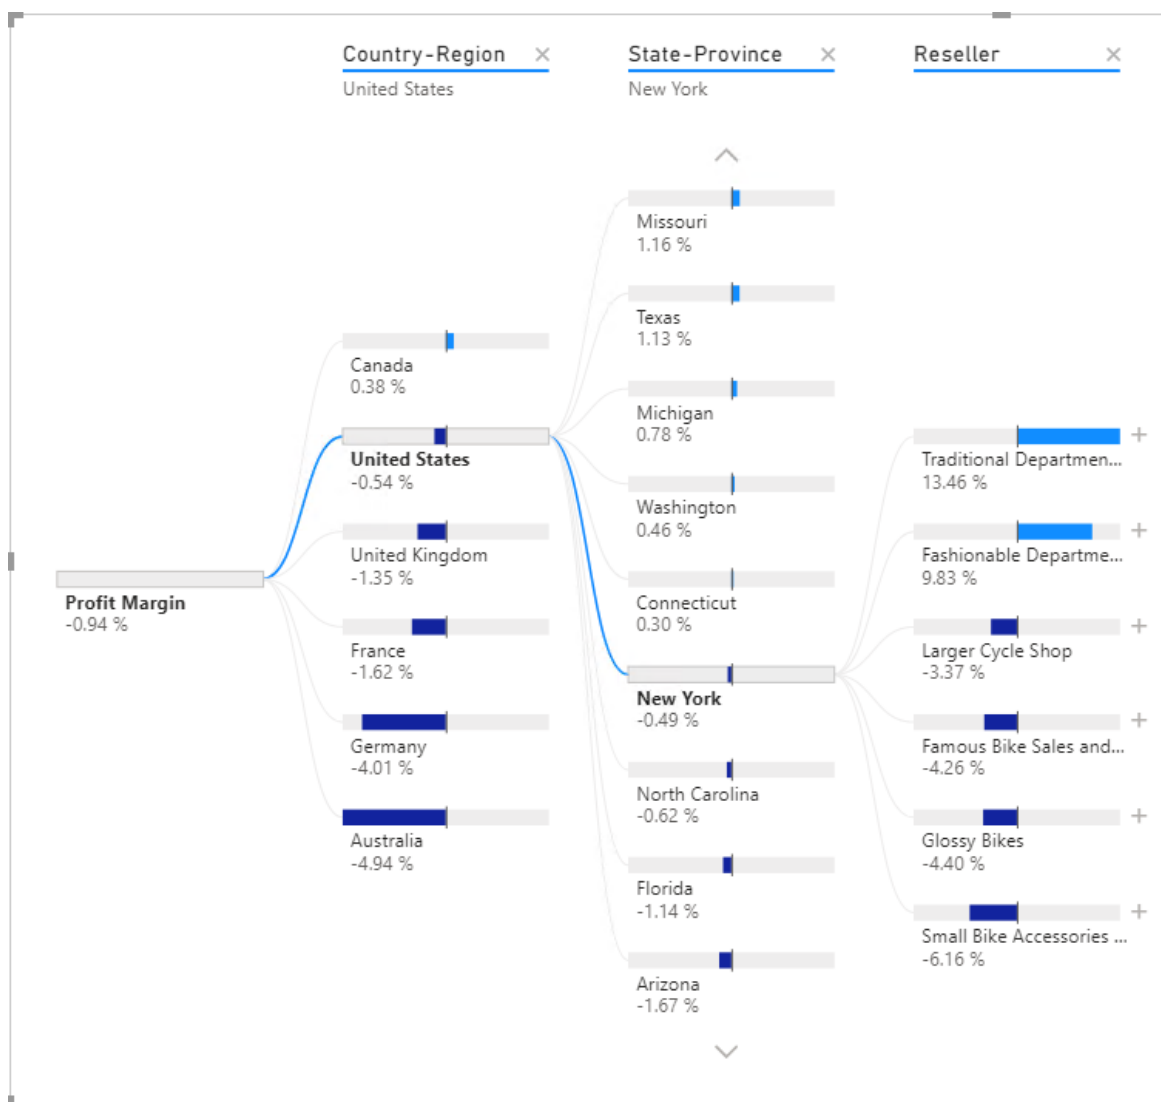 Country-Region
United States
State-Province
New York
Reseller
Profit Margin
-0.94 %
Canada
0.38 %
United States
-0.54 %
United Kingdom
-1.35 %
France
-1.62 %
Germany
-4.01 %
Australia
-4.94 %
Missouri
1.16 %
Texas
1.13 %
Michigan
0.78 %
Washington
0.46 %
Connecticut
0.30 %
New York
-0.49 %
North Carolina
-0.62 %
Florida
-1.14 %
Arizona
-1.67 %
Traditional Departmen...
13.46 %
Fashionable Departme...
9.83 %
Larger Cycle Shop
-3.37 %
Famous Bike Sales and...
-4.26 %
Glossy Bikes
-4.40 %
Small Bike Accessories ...
-6.16 %